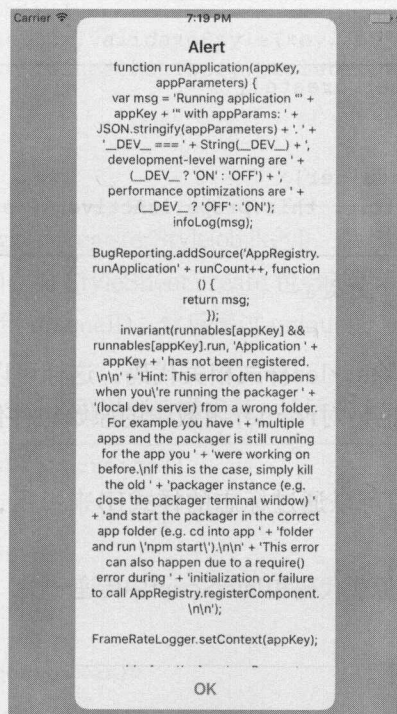 Carrier 7:19 PM
Alert
function runApplication(appKey,
appParameters) {
var msg = 'Running application "' +
appKey + '" with appParams: ' +
JSON.stringify(appParameters) + '. ' +
'__DEV__ === ' + String(__DEV__) + ',
development-level warning are ' +
(__DEV__ ? 'ON' : 'OFF') + ',
performance optimizations are ' +
(__DEV__ ? 'OFF' : 'ON');
infoLog(msg);
BugReporting.addSource('AppRegistry.
runApplication' + runCount++, function
() {
return msg;
});
invariant(runnables[appKey] &&
runnables[appKey].run, 'Application ' +
appKey + ' has not been registered.
\n\n' + 'Hint: This error often happens
when you\'re running the packager ' +
'(local dev server) from a wrong folder.
For example you have ' + 'multiple
apps and the packager is still running
for the app you ' + 'were working on
before.\nIf this is the case, simply kill
the old ' + 'packager instance (e.g.
close the packager terminal window) '
+ 'and start the packager in the correct
app folder (e.g. cd into app ' + 'folder
and run \'npm start\').\n\n' + 'This error
can also happen due to a require()
error during ' + 'initialization or failure
to call AppRegistry.registerComponent.
\n\n');
FrameRateLogger.setContext(appKey);
OK